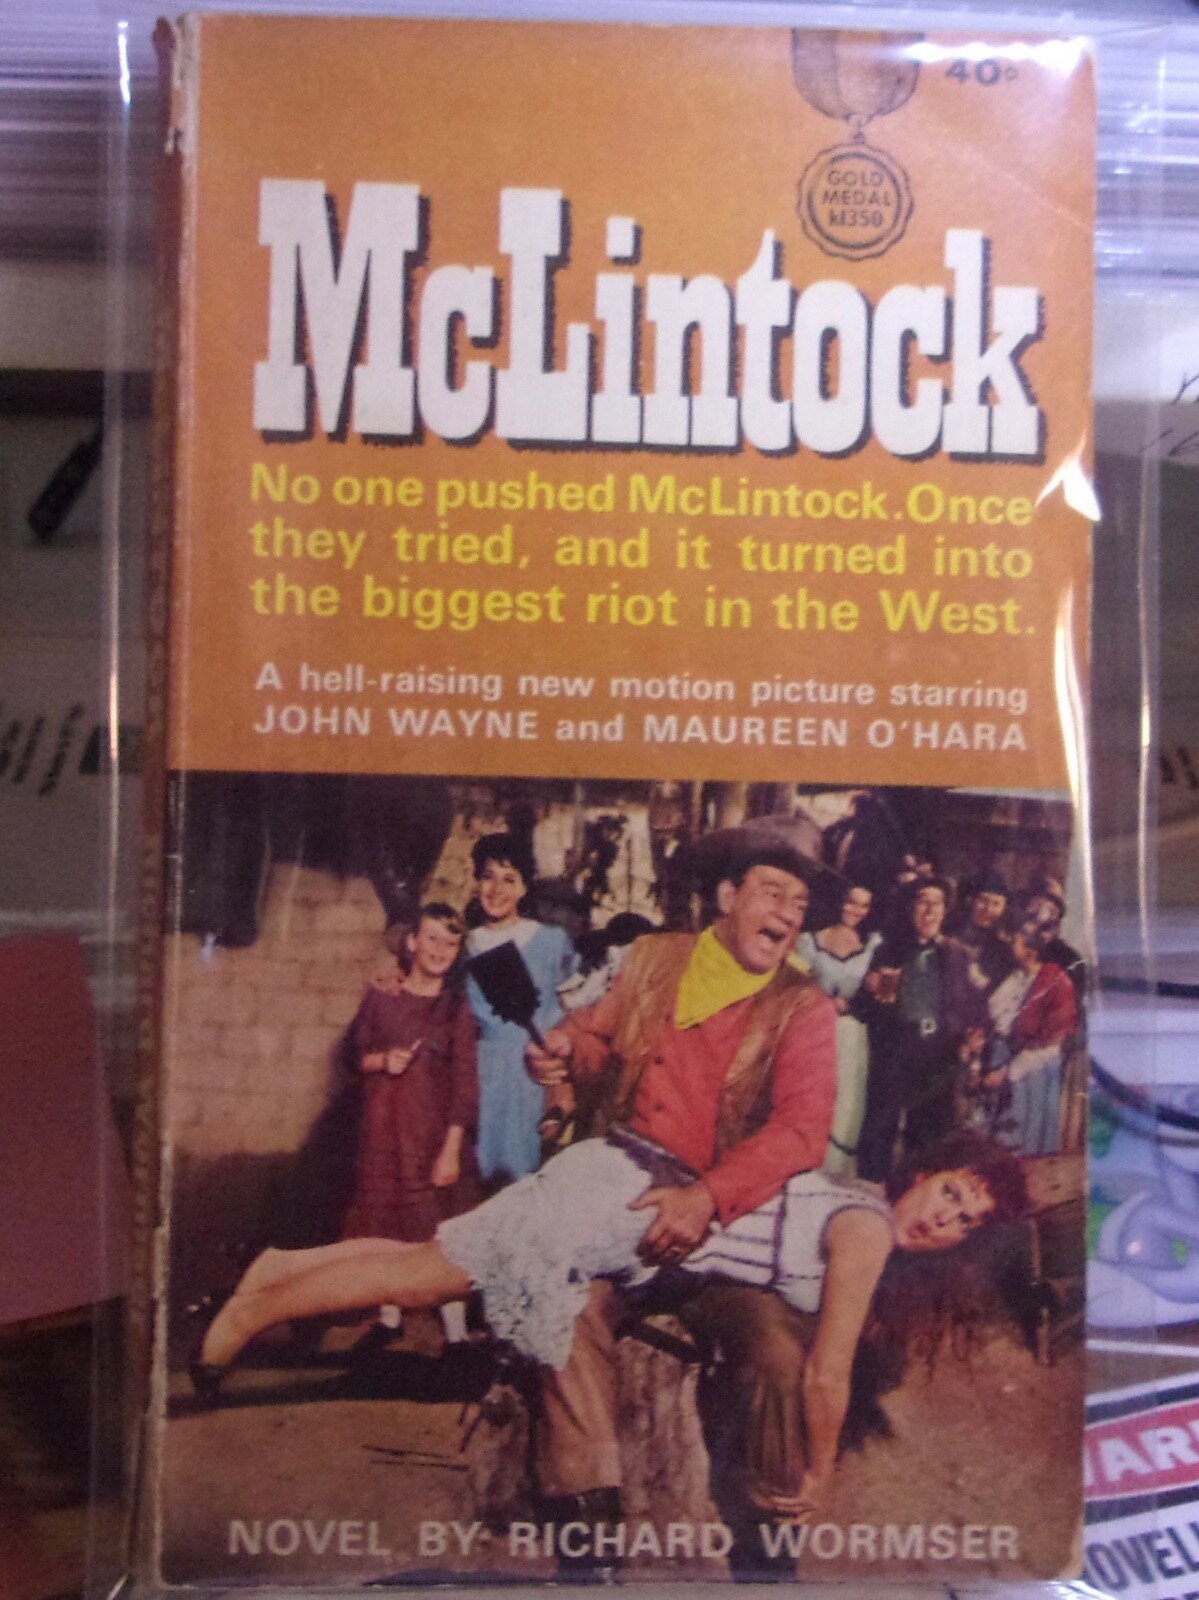 40¢
GOLD
MEDAL
k1350
McLintock
No one pushed McLintock. Once
they tried, and it turned into
the biggest riot in the West.
A hell-raising new motion picture starring
JOHN WAYNE and MAUREEN O'HARA
NOVEL BY RICHARD WORMSER